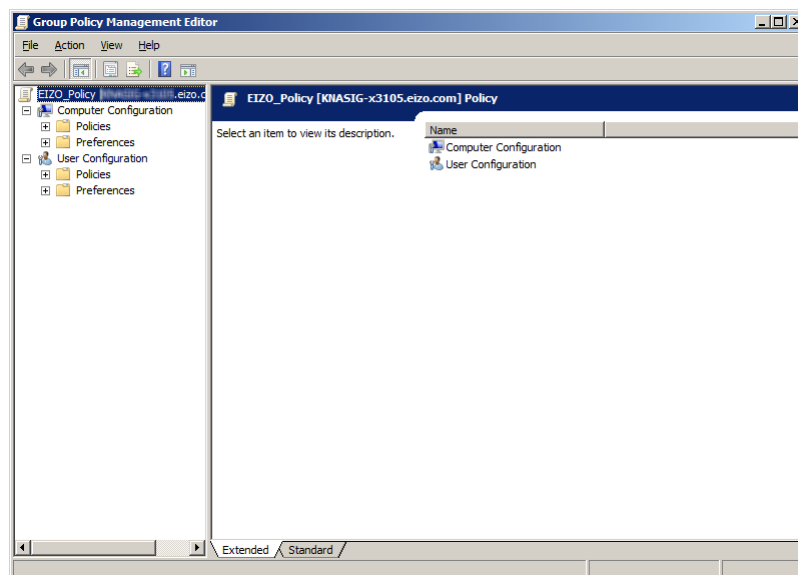 Group Policy Management Editor
File Action View Help
EIZO_Policy .eizo.c
Computer Configuration
Policies
Preferences
User Configuration
Policies
Preferences
EIZO_Policy [KNASIG-x3105.eizo.com] Policy
Select an item to view its description.
Name
Computer Configuration
User Configuration
Extended Standard